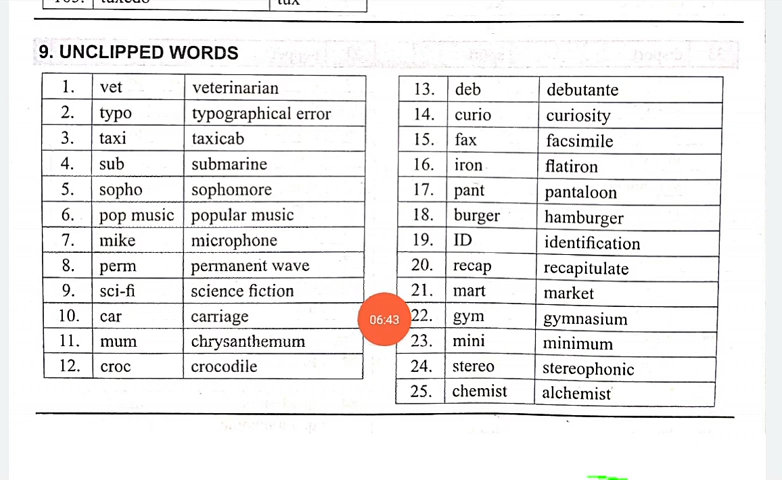 tuxedo tux
9. UNCLIPPED WORDS
1. vet veterinarian
2. typo typographical error
3. taxi taxicab
4. sub submarine
5. sopho sophomore
6. pop music popular music
7. mike microphone
8. perm permanent wave
9. sci-fi science fiction
10. car carriage
11. mum chrysanthemum
12. croc crocodile
13. deb debutante
14. curio curiosity
15. fax facsimile
16. iron flatiron
17. pant pantaloon
18. burger hamburger
19. ID identification
20. recap recapitulate
21. mart market
22. gym gymnasium
23. mini minimum
24. stereo stereophonic
25. chemist alchemist
06:43